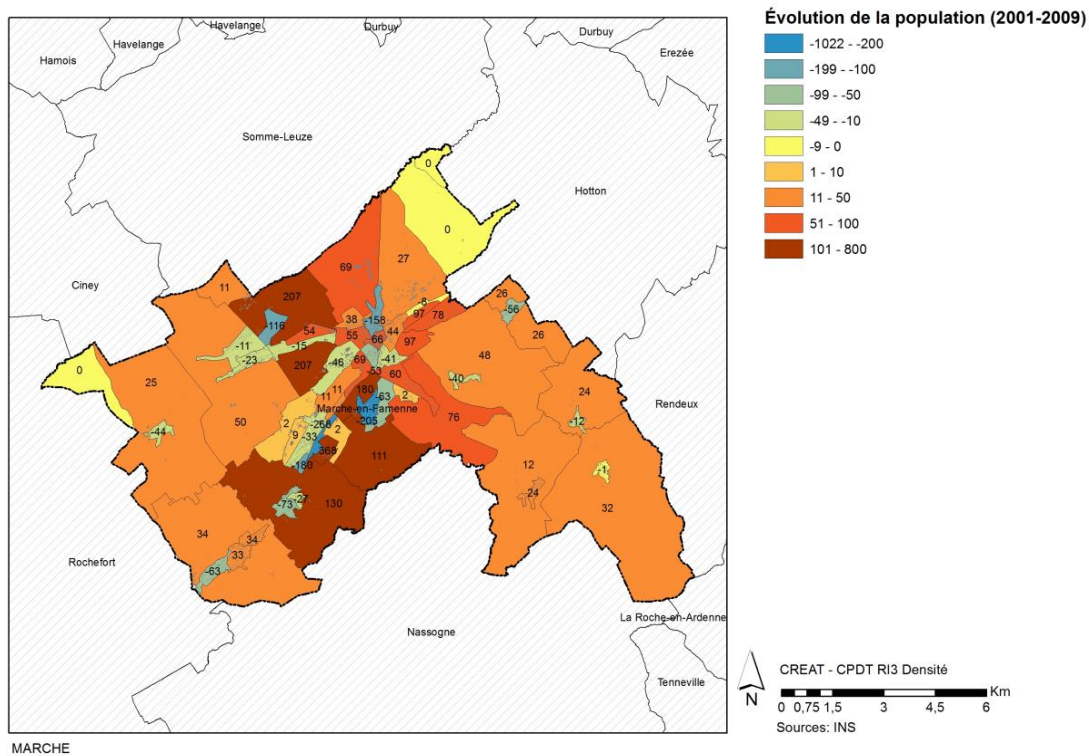 Évolution de la population (2001-2009)
-1022 - -200
-199 - -100
-99 - -50
-49 - -10
-9 - 0
1 - 10
11 - 50
51 - 100
101 - 800
Havelange
Durbuy
Havelange
Durbuy
Hamois
Erezée
Somme-Leuze
Hotton
Ciney
Rendeux
Rochefort
Nassogne
La Roche-en-Ardenne
Tenneville
Marche-en-Famenne
0
0
27
69
11
207
26
-8
97
78
-56
38
-158
-116
54
55
44
66
97
26
-11
-15
-23
207
-46
69
-41
48
-53
60
0
25
11
11
180
-63
2
-40
24
50
-205
76
-12
2
9
-268
2
-44
-33
368
111
12
-180
-1
24
-73
-27
130
32
34
34
33
-63
N
CREAT - CPDT RI3 Densité
Km
0 0,75 1,5 3 4,5 6
Sources: INS
MARCHE